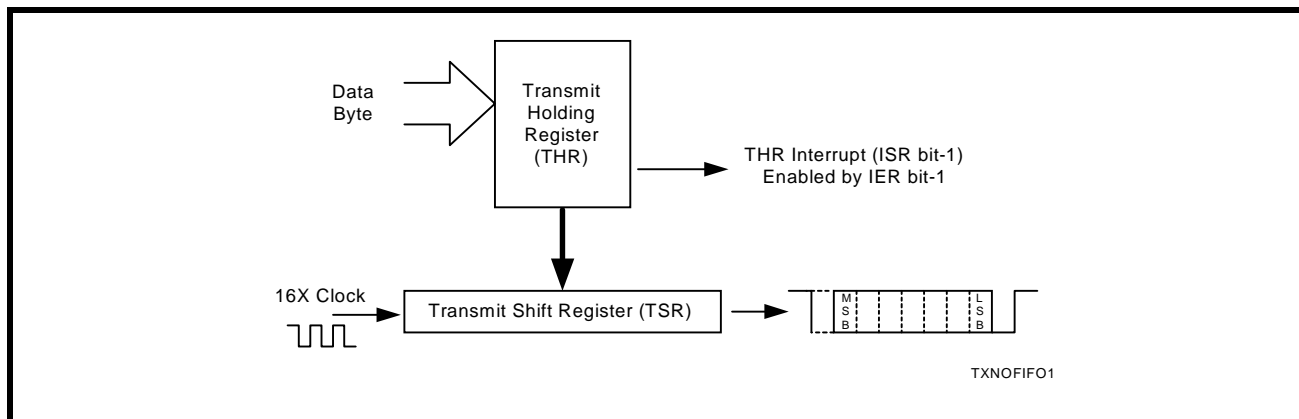 Data
Byte
Transmit
Holding
Register
(THR)
THR Interrupt (ISR bit-1)
Enabled by IER bit-1
16X Clock
Transmit Shift Register (TSR)
M
S
B
L
S
B
TXNOFIFO1